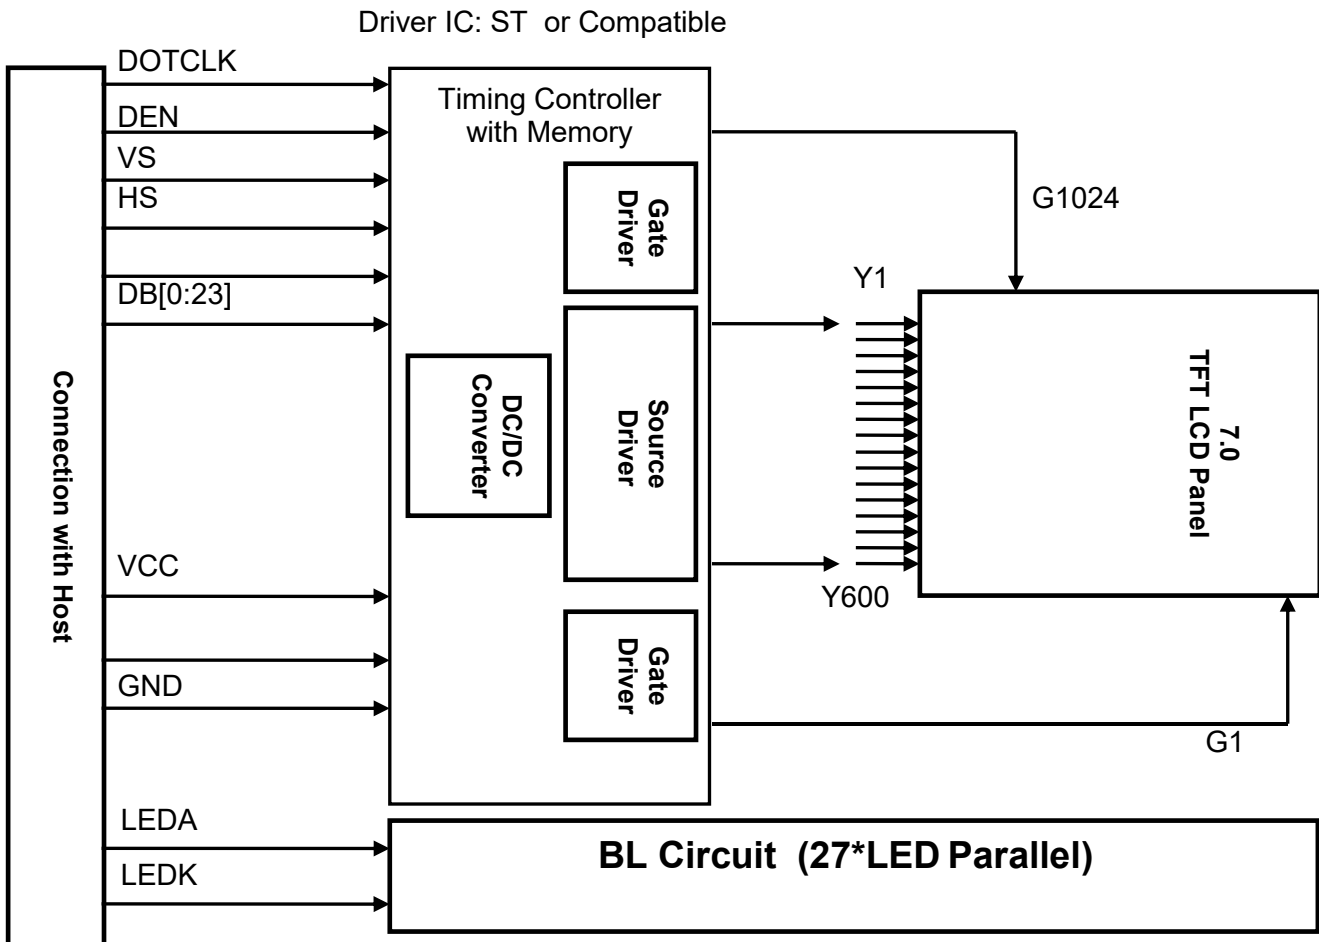 Driver IC: ST or Compatible
DOTCLK
DEN
VS
HS
DB[0:23]
VCC
GND
LEDA
LEDK
Connection with Host
Timing Controller
with Memory
Gate
Driver
DC/DC
Converter
Source
Driver
Gate
Driver
G1024
Y1
Y600
7.0
TFT LCD Panel
G1
BL Circuit (27*LED Parallel)